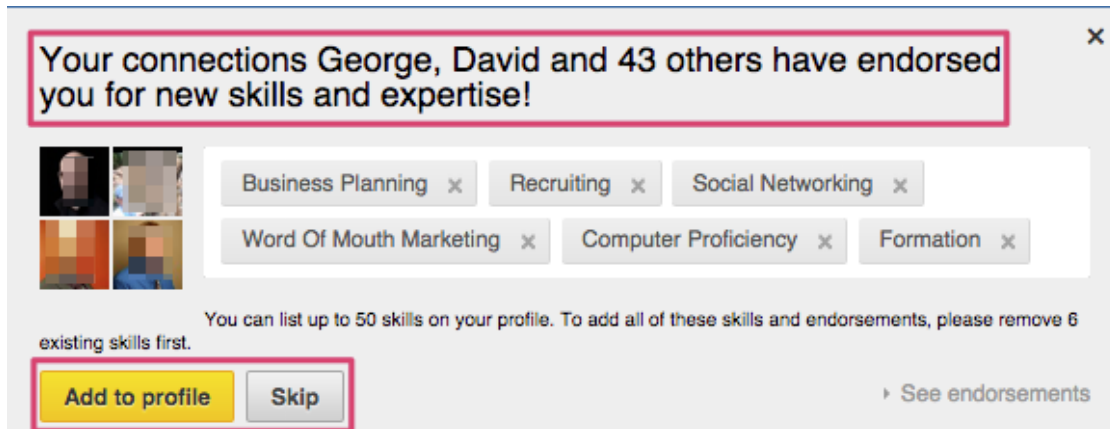 Your connections George, David and 43 others have endorsed
you for new skills and expertise!
Business Planning x Recruiting x Social Networking x
Word Of Mouth Marketing x Computer Proficiency x Formation x
You can list up to 50 skills on your profile. To add all of these skills and endorsements, please remove 6
existing skills first.
Add to profile Skip See endorsements